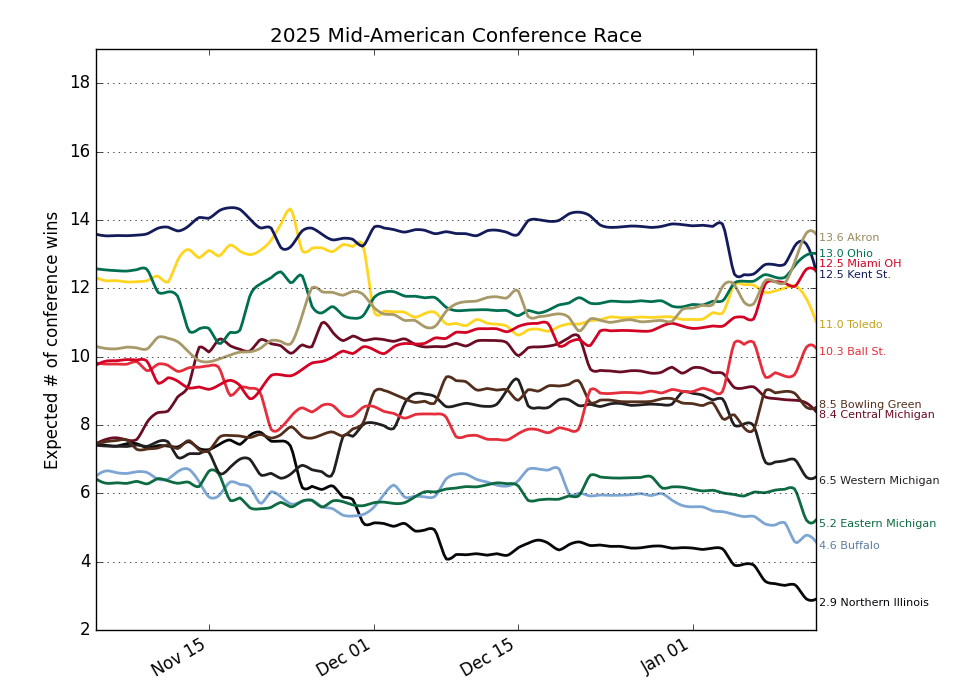 2025 Mid-American Conference Race
Expected # of conference wins
18
16
14
12
10
8
6
4
2
Nov 15
Dec 01
Dec 15
Jan 01
13.6 Akron
13.0 Ohio
12.5 Miami OH
12.5 Kent St.
11.0 Toledo
10.3 Ball St.
8.5 Bowling Green
8.4 Central Michigan
6.5 Western Michigan
5.2 Eastern Michigan
4.6 Buffalo
2.9 Northern Illinois